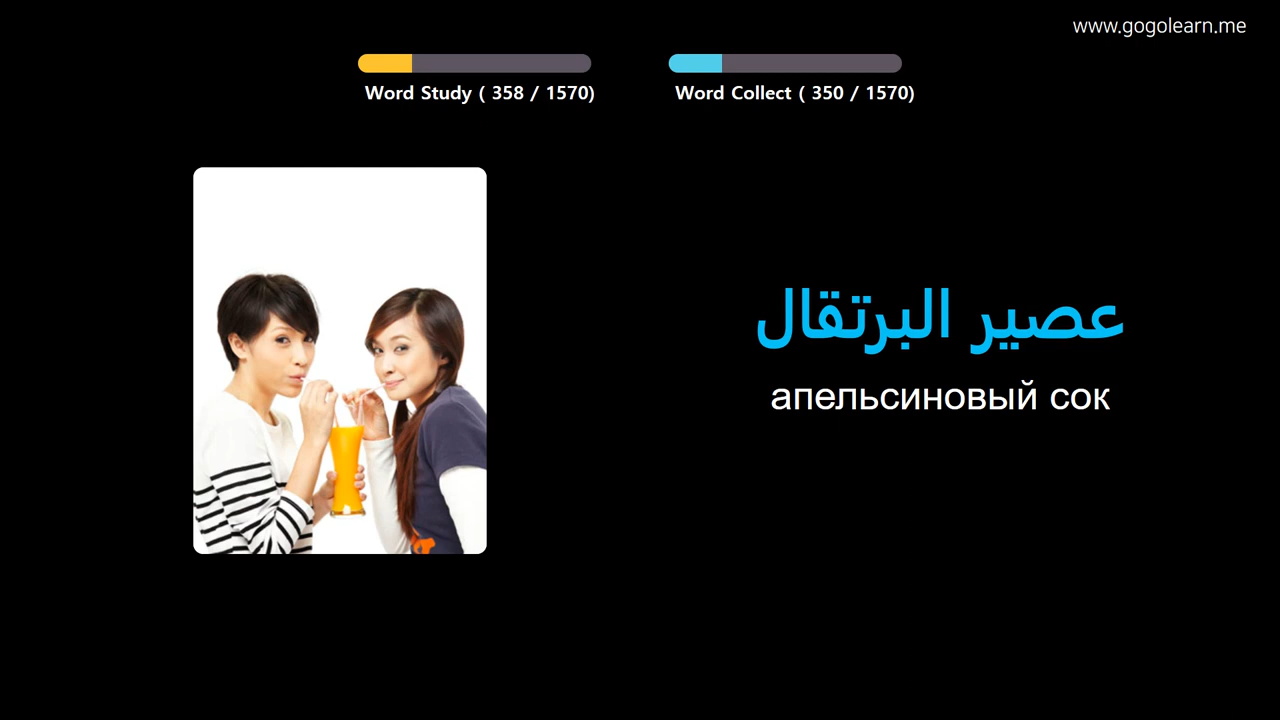 www.gogolearn.me
Word Study ( 358 / 1570)
Word Collect ( 350 / 1570)
عصير البرتقال
апельсиновый сок